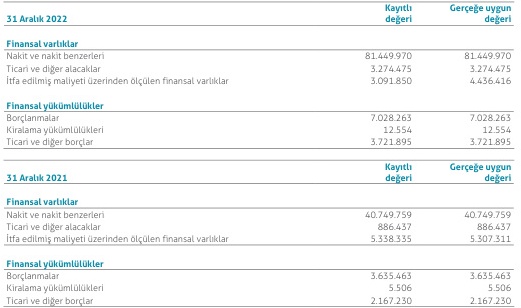 Kayıtlı Gerçeğe uygun
31 Aralık 2022 değeri değeri
Finansal varlıklar
Nakit ve nakit benzerleri 81.449.970 81.449.970
Ticari ve diğer alacaklar 3.274.475 3.274.475
İtfa edilmiş maliyeti üzerinden ölçülen finansal varlıklar 3.091.850 4.436.416
Finansal yükümlülükler
Borçlanmalar 7.028.263 7.028.263
Kiralama yükümlülükleri 12.554 12.554
Ticari ve diğer borçlar 3.721.895 3.721.895
Kayıtlı Gerçeğe uygun
31 Aralık 2021 değeri değeri
Finansal varlıklar
Nakit ve nakit benzerleri 40.749.759 40.749.759
Ticari ve diğer alacaklar 886.437 886.437
İtfa edilmiş maliyeti üzerinden ölçülen finansal varlıklar 5.338.335 5.307.311
Finansal yükümlülükler
Borçlanmalar 3.635.463 3.635.463
Kiralama yükümlülükleri 5.506 5.506
Ticari ve diğer borçlar 2.167.230 2.167.230